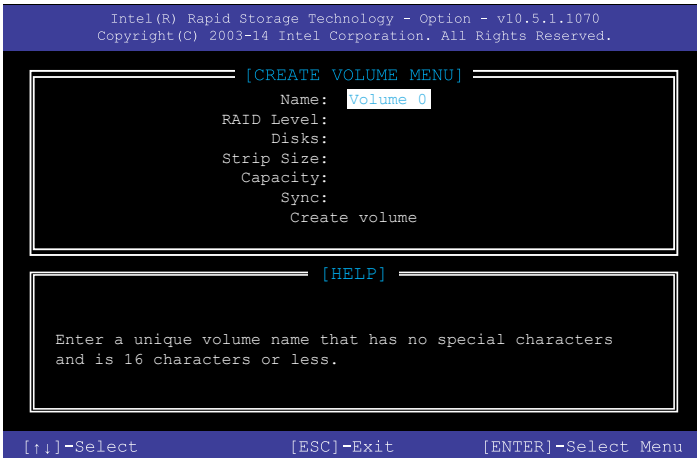 Intel(R) Rapid Storage Technology - Option - v10.5.1.1070
Copyright(C) 2003-14 Intel Corporation. All Rights Reserved.
[CREATE VOLUME MENU]
Name: Volume 0
RAID Level:
Disks:
Strip Size:
Capacity:
Sync:
Create volume
[HELP]
Enter a unique volume name that has no special characters
and is 16 characters or less.
[↑↓]-Select [ESC]-Exit [ENTER]-Select Menu